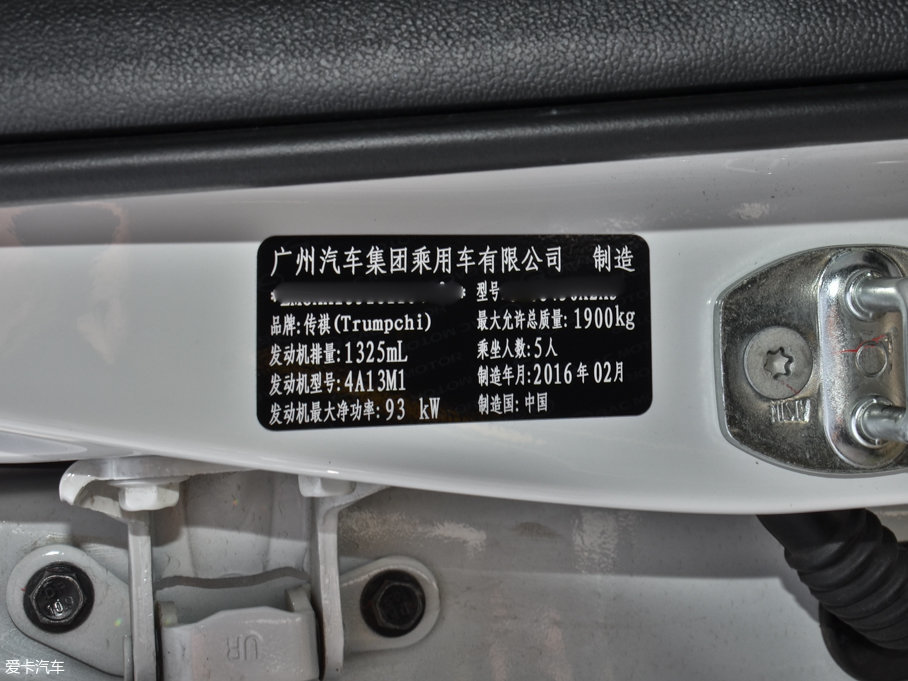 广州汽车集团乘用车有限公司 制造
型号
品牌:传祺(Trumpchi) 最大允许总质量:1900kg
发动机排量:1325mL 乘坐人数:5人
发动机型号:4A13M1 制造年月:2016年02月
发动机最大净功率:93 kW 制造国:中国
UR
爱卡汽车